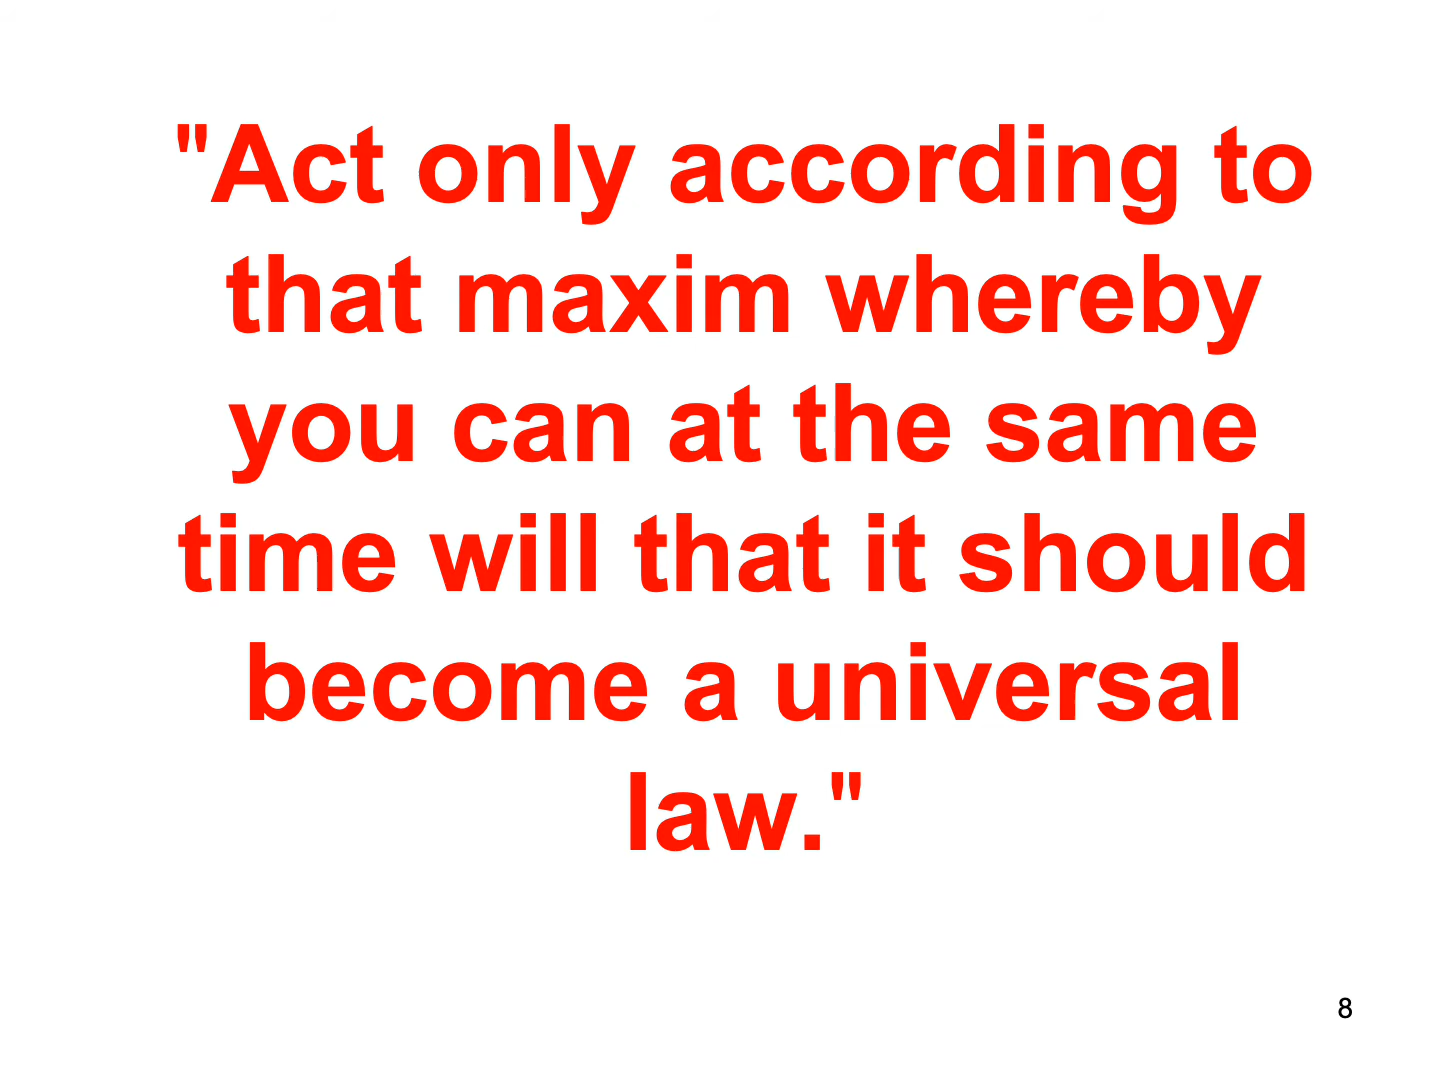 "Act only according to
that maxim whereby
you can at the same
time will that it should
become a universal
law."
8